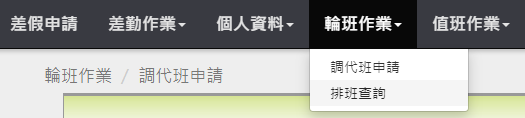 差假申請 差勤作業 個人資料 輪班作業 值班作業
調代班申請
排班查詢
輪班作業 / 調代班申請